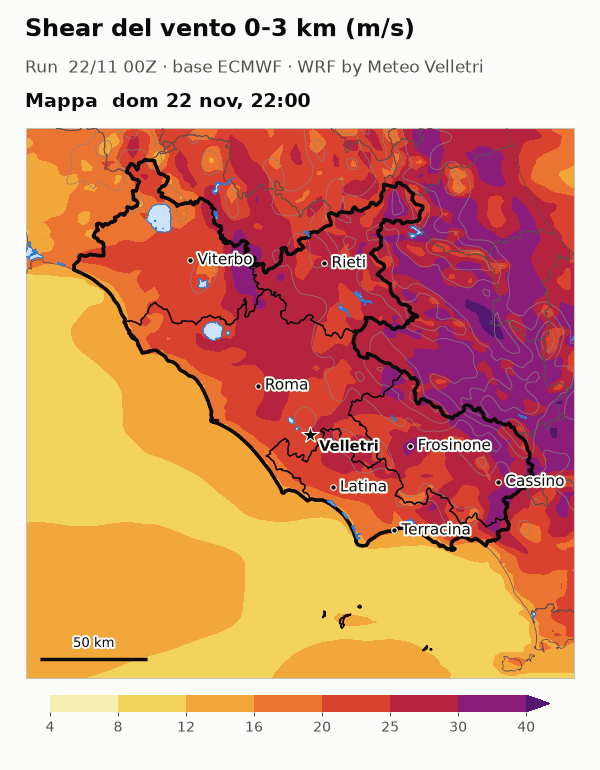 Shear del vento 0-3 km (m/s)
Run  22/11 00Z · base ECMWF · WRF by Meteo Velletri
Mappa  dom 22 nov, 22:00
Viterbo
Rieti
Roma
Velletri
Frosinone
Cassino
Latina
Terracina
50 km
4 8 12 16 20 25 30 40